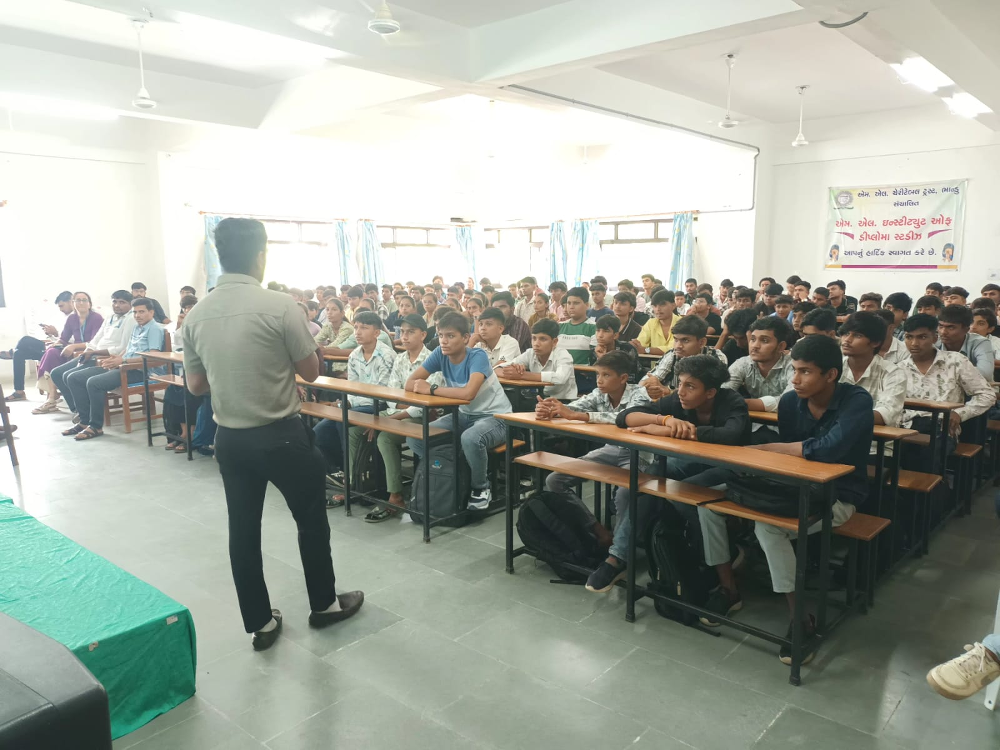 એમ. એલ. ચેરીટેબલ ટ્રસ્ટ, ભાન્ડુ
સંચાલિત
એમ. એલ. ઇન્સ્ટીટ્યુટ ઓફ
ડીપ્લોમા સ્ટડીઝ
આપનું હાર્દિક સ્વાગત કરે છે.